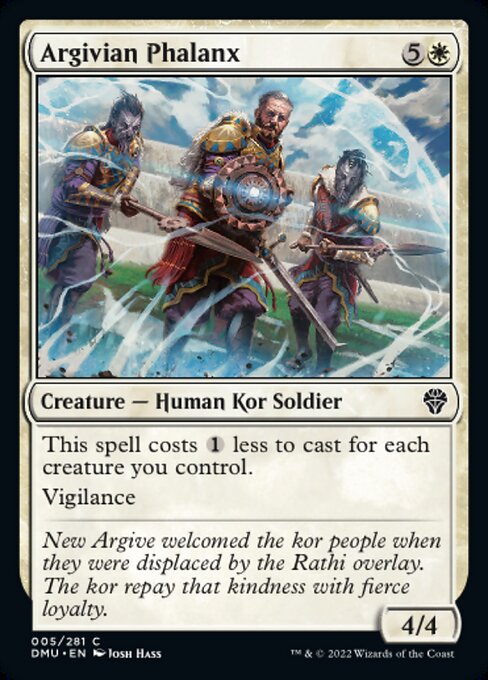 Argivian Phalanx 5
Creature — Human Kor Soldier
This spell costs 1 less to cast for each
creature you control.
Vigilance
New Argive welcomed the kor people when
they were displaced by the Rathi overlay.
The kor repay that kindness with fierce
loyalty.
4/4
005/281 C
DMU • EN Josh Hass
™ & © 2022 Wizards of the Coast